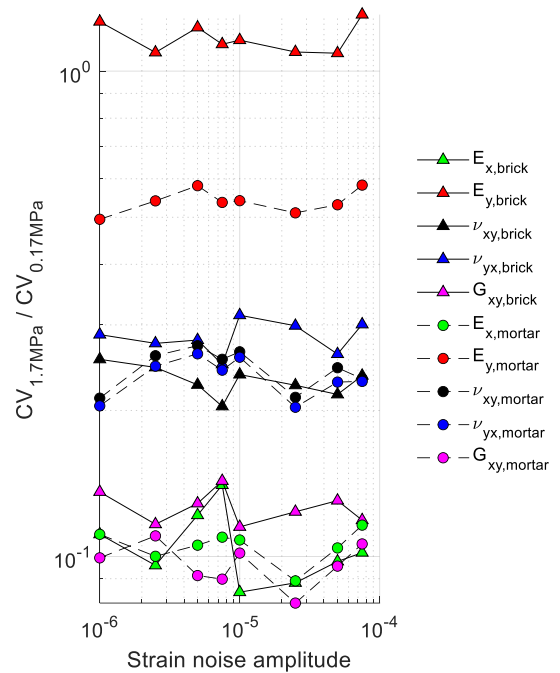 10⁰
10⁻¹
10⁻⁶
10⁻⁵
10⁻⁴
CV1.7MPa / CV0.17MPa
Strain noise amplitude
Ex,brick
Ey,brick
νxy,brick
νyx,brick
Gxy,brick
Ex,mortar
Ey,mortar
νxy,mortar
νyx,mortar
Gxy,mortar